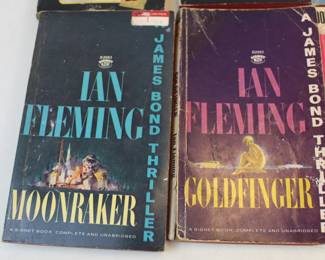 IAN
FLEMING
MOONRAKER
A JAMES BOND THRILLER
A SIGNET BOOK COMPLETE AND UNABRIDGED
SIGNET
IAN
FLEMING
GOLDFINGER
A JAMES BOND THRILLER
A SIGNET BOOK, COMPLETE AND UNABRIDGED